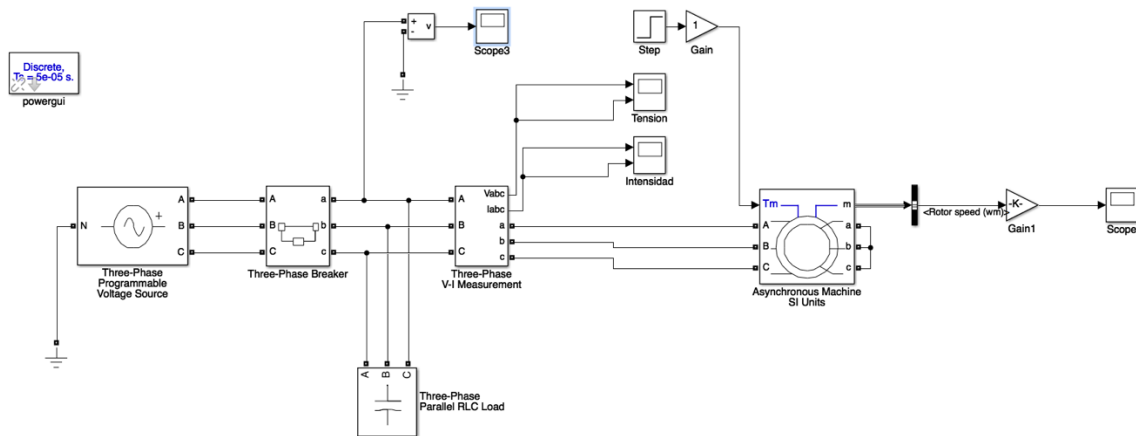 +
-
v
Scope3
Step
1
Gain
Discrete,
Ts = 5e-05 s.
powergui
Tension
Intensidad
N
+
A
B
C
Three-Phase
Programmable
Voltage Source
A
B
C
a
b
c
Three-Phase Breaker
A
B
C
Vabc
Iabc
a
b
c
Three-Phase
V-I Measurement
Tm
A
B
C
m
a
b
c
Asynchronous Machine
SI Units
<Rotor speed (wm)>
-K-
Gain1
Scope
A
B
C
Three-Phase
Parallel RLC Load